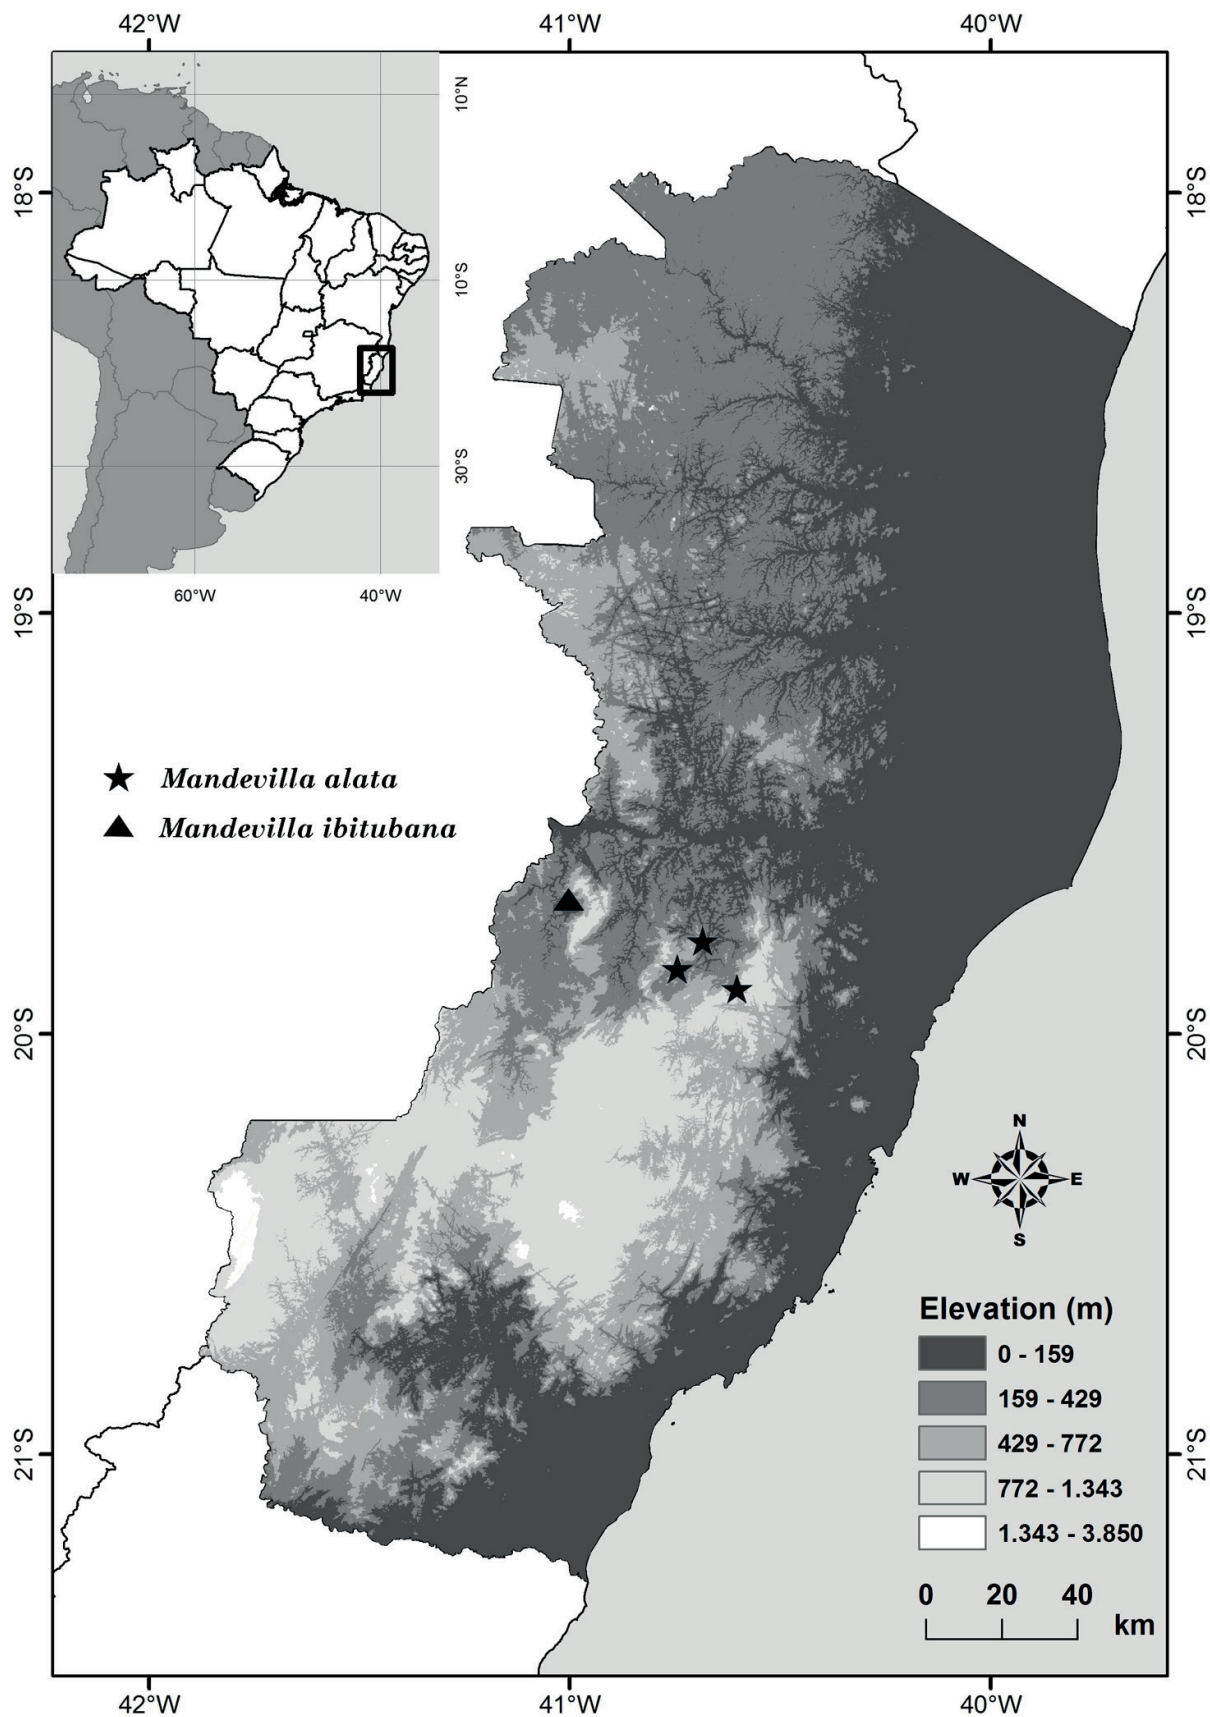 42°W 41°W 40°W
10°N
18°S 18°S
10°S
30°S
60°W 40°W
19°S 19°S
Mandevilla alata
Mandevilla ibitubana
20°S 20°S
N
W E
S
Elevation (m)
0 - 159
159 - 429
429 - 772
21°S 21°S
772 - 1.343
1.343 - 3.850
0 20 40
km
42°W 41°W 40°W